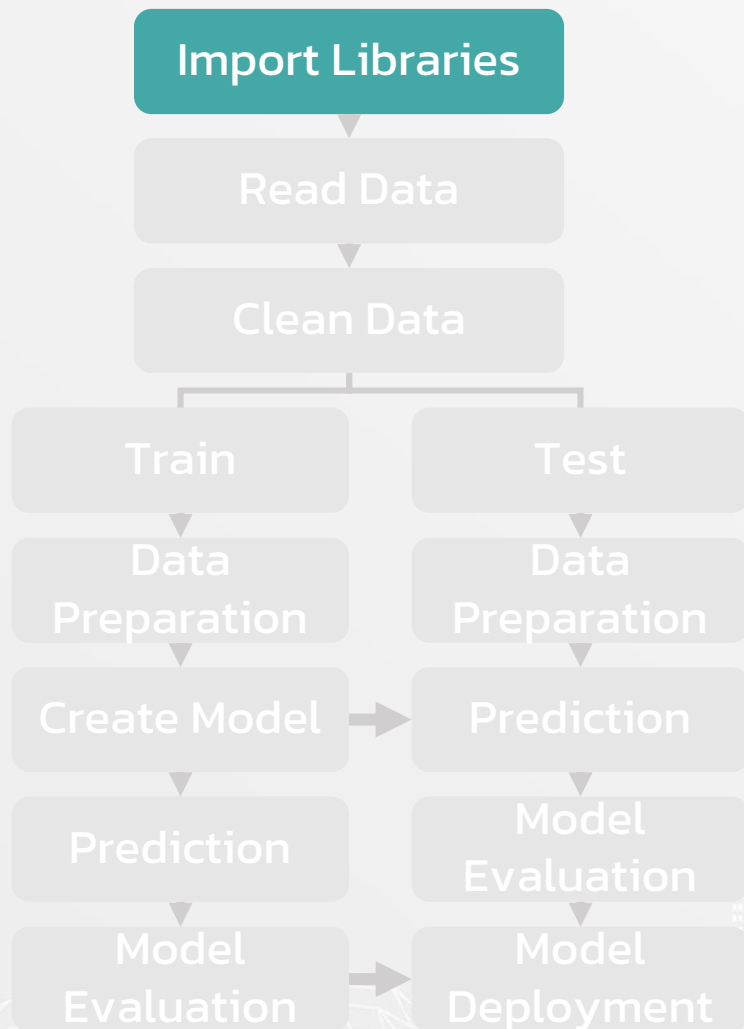 Import Libraries
Read Data
Clean Data
Train
Test
Data
Preparation
Data
Preparation
Create Model
Prediction
Prediction
Model
Evaluation
Model
Evaluation
Model
Deployment